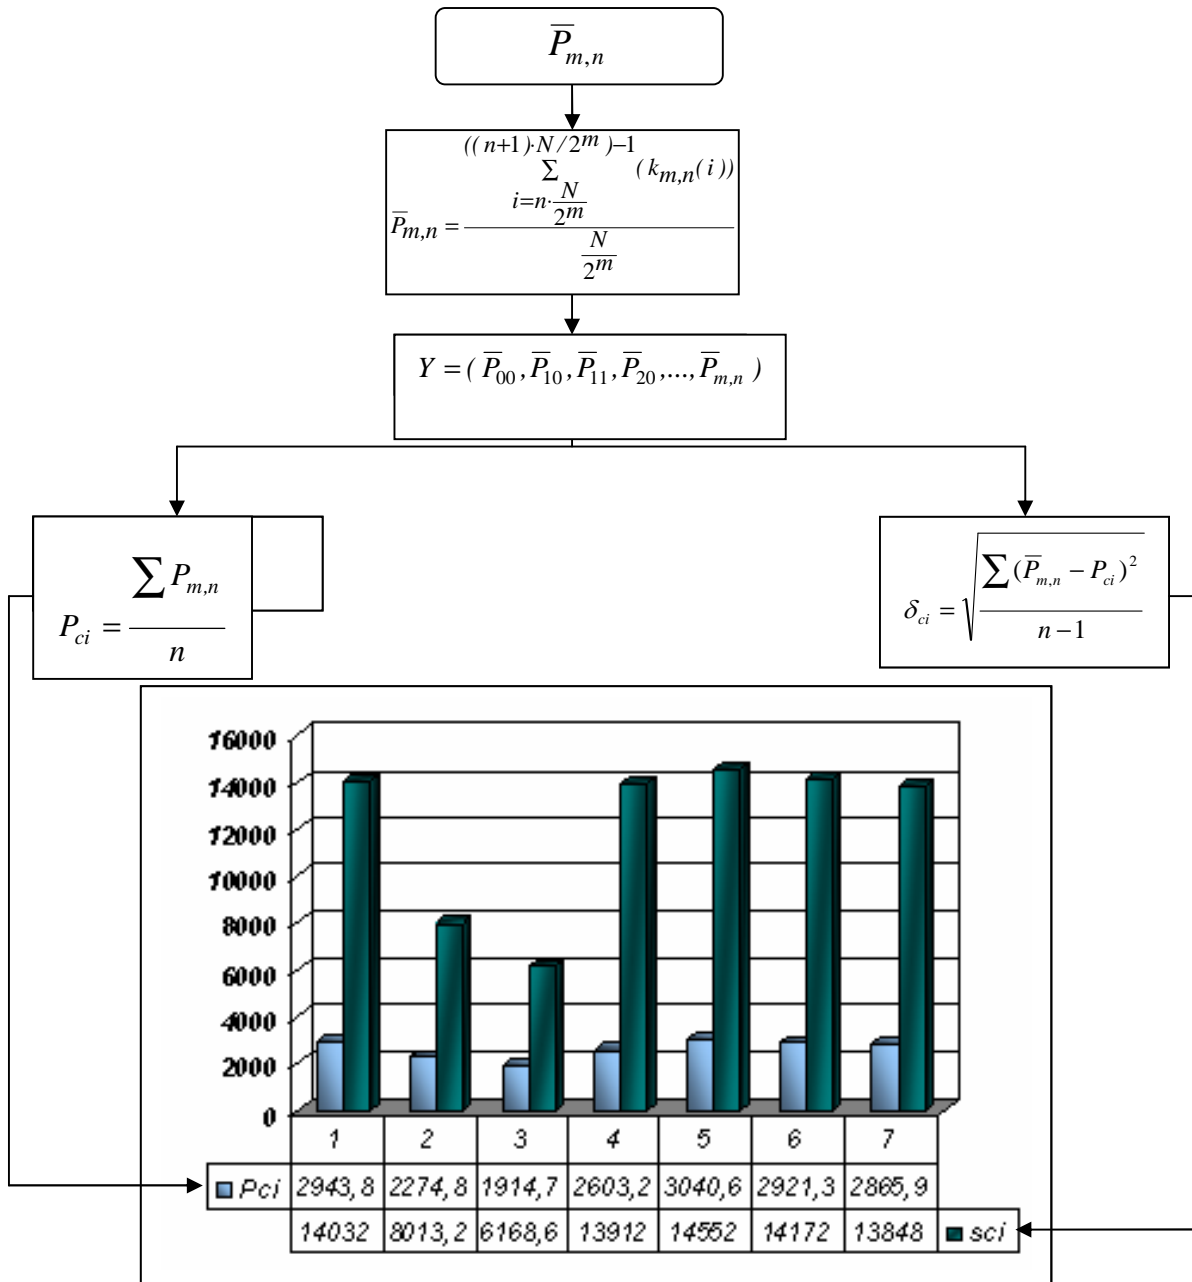 P̅m,n
((n+1)·N/2^m)−1
∑ (km,n(i))
i=n·N/2^m
P̅m,n =
N/2^m
Y = ( P̅00 , P̅10 , P̅11 , P̅20 ,..., P̅m,n )
Pci = ∑ Pm,n / n
δci = √(∑ (P̅m,n − Pci)² / (n − 1))
16000
14000
12000
10000
8000
6000
4000
2000
0
1 2 3 4 5 6 7
Pci 2943,8 2274,8 1914,7 2603,2 3040,6 2921,3 2865,9
14032 8013,2 6168,6 13912 14552 14172 13848 sci